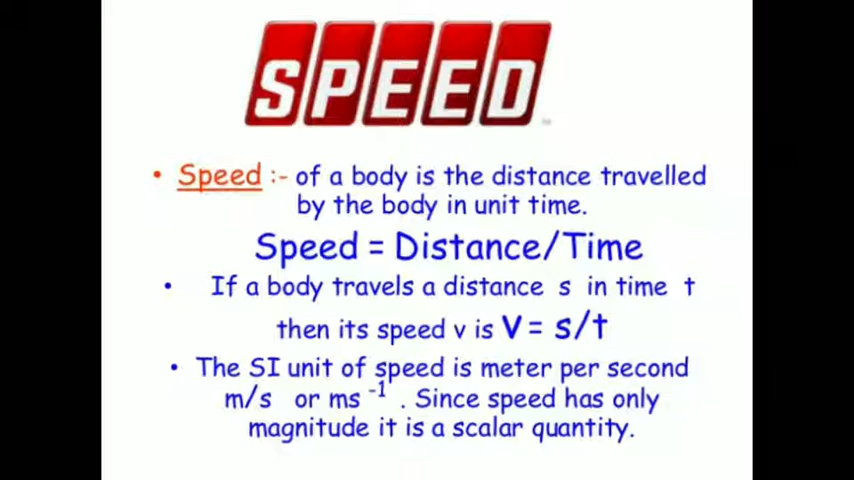 SPEED
• Speed :- of a body is the distance travelled
by the body in unit time.
Speed = Distance/Time
• If a body travels a distance s in time t
then its speed v is V= s/t
• The SI unit of speed is meter per second
m/s or ms -1 . Since speed has only
magnitude it is a scalar quantity.